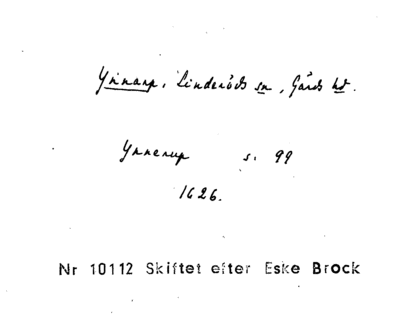 Ynnarp, Linderöds sn, Gärds hd.
Ynnerup s. 99
1626.
Nr 10112 Skiftet efter Eske Brock